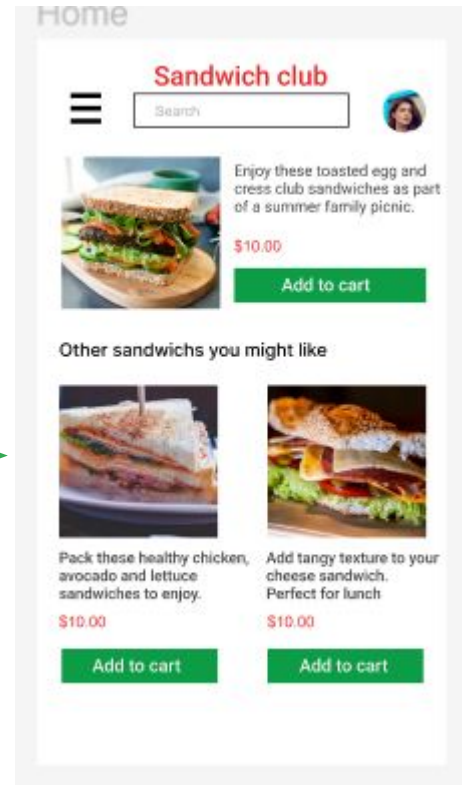 Home
Sandwich club
Search
Enjoy these toasted egg and
cress club sandwiches as part
of a summer family picnic.
$10.00
Add to cart
Other sandwichs you might like
Pack these healthy chicken,
avocado and lettuce
sandwiches to enjoy.
$10.00
Add to cart
Add tangy texture to your
cheese sandwich.
Perfect for lunch
$10.00
Add to cart